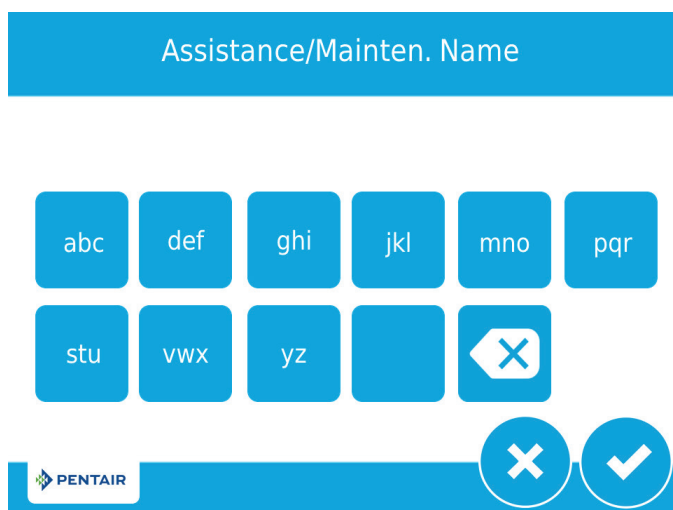 Assistance/Mainten. Name
abc def ghi jkl mno pqr
stu vwx yz
PENTAIR